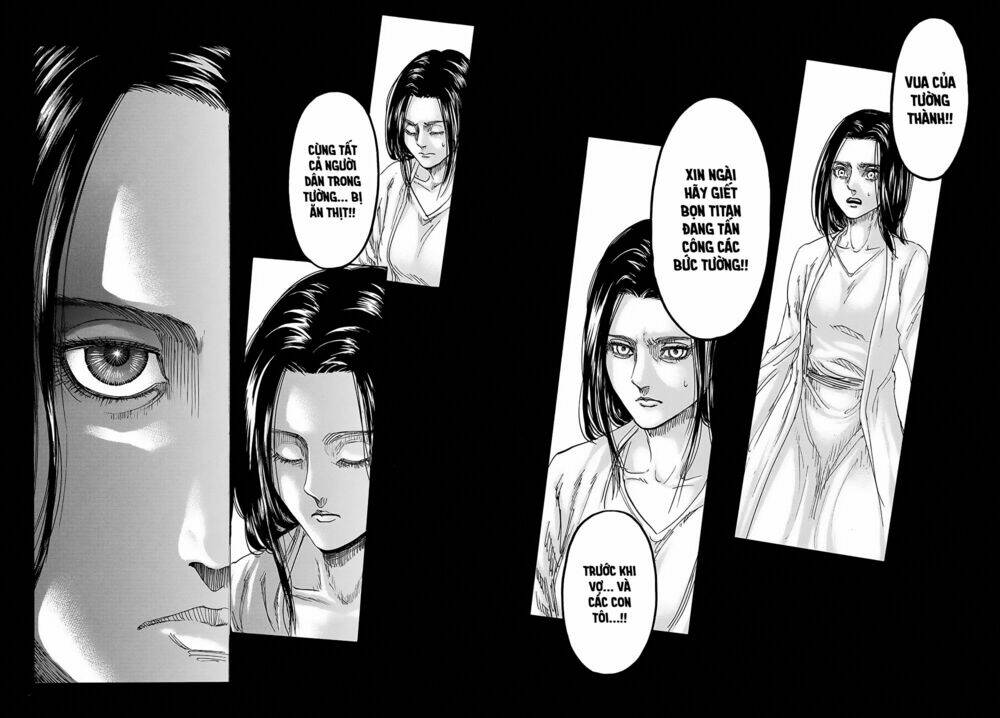 VUA CỦA
TƯỜNG
THÀNH!!
XIN NGÀI
HÃY GIẾT
BỌN TITAN
ĐANG TẤN
CÔNG CÁC
BỨC TƯỜNG!!
TRƯỚC KHI
VỢ... VÀ
CÁC CON
TÔI...!!
CÙNG TẤT
CẢ NGƯỜI
DÂN TRONG
TƯỜNG... BỊ
ĂN THỊT!!